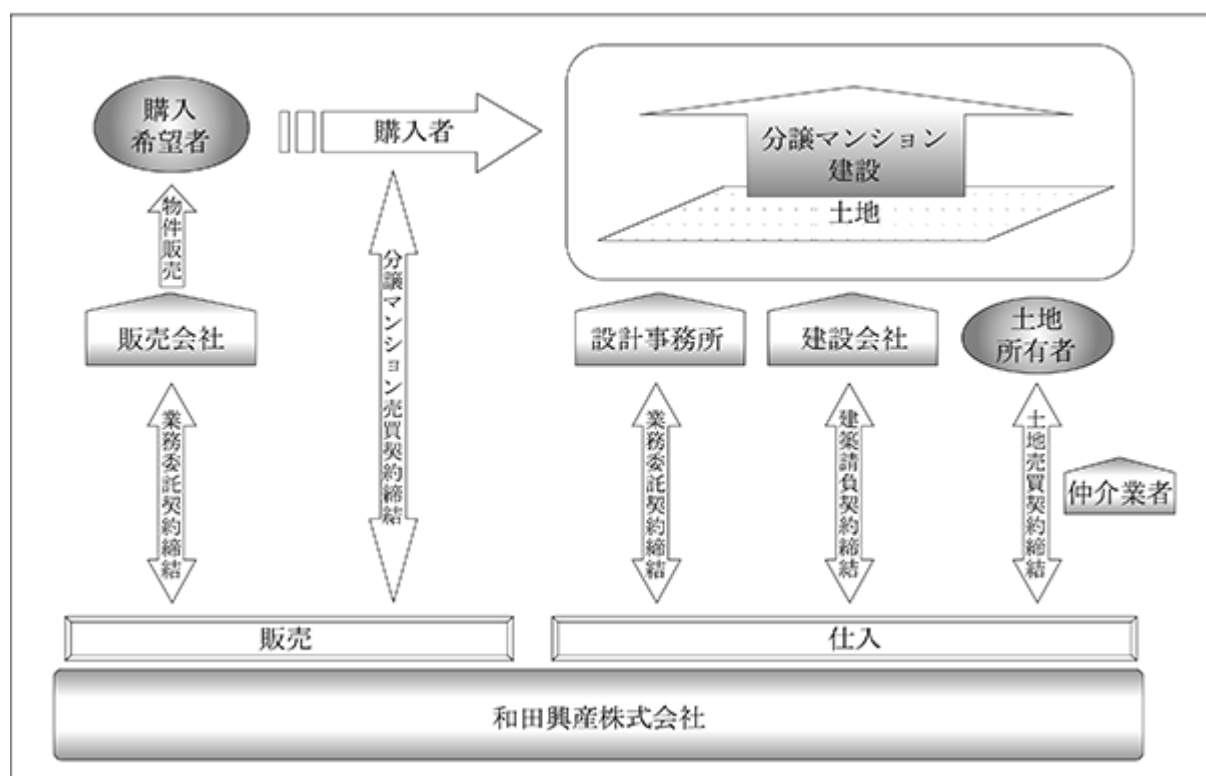 購入
希望者
購入者
分譲マンション
建設
土地
物件販売
販売会社
分譲マンション売買契約締結
設計事務所
建設会社
土地
所有者
業務委託契約締結
業務委託契約締結
建築請負契約締結
土地売買契約締結
仲介業者
販売
仕入
和田興産株式会社